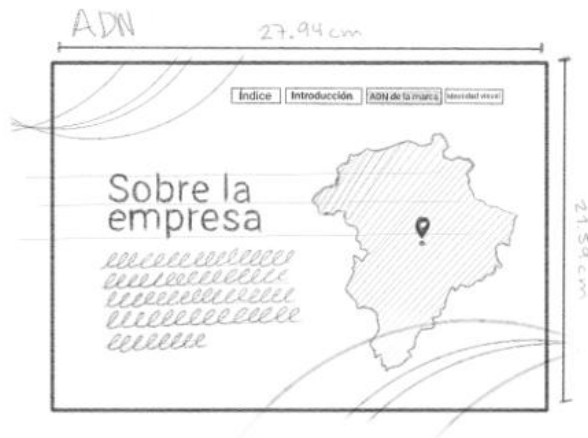 ADN
27.94 cm
Índice Introducción ADN de la marca Identidad visual
Sobre la
empresa
21.59 cm